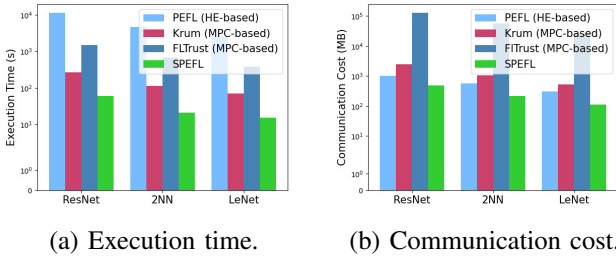 Execution Time (s)
10⁴
10³
10²
10¹
10⁰
0
PEFL (HE-based)
Krum (MPC-based)
FLTrust (MPC-based)
SPEFL
ResNet
2NN
LeNet
(a) Execution time.
Communication Cost
(MB)
10⁵
10⁴
10³
10²
10¹
10⁰
0
PEFL (HE-based)
Krum (MPC-based)
FlTrust (MPC-based)
SPEFL
ResNet
2NN
LeNet
(b) Communication cost.